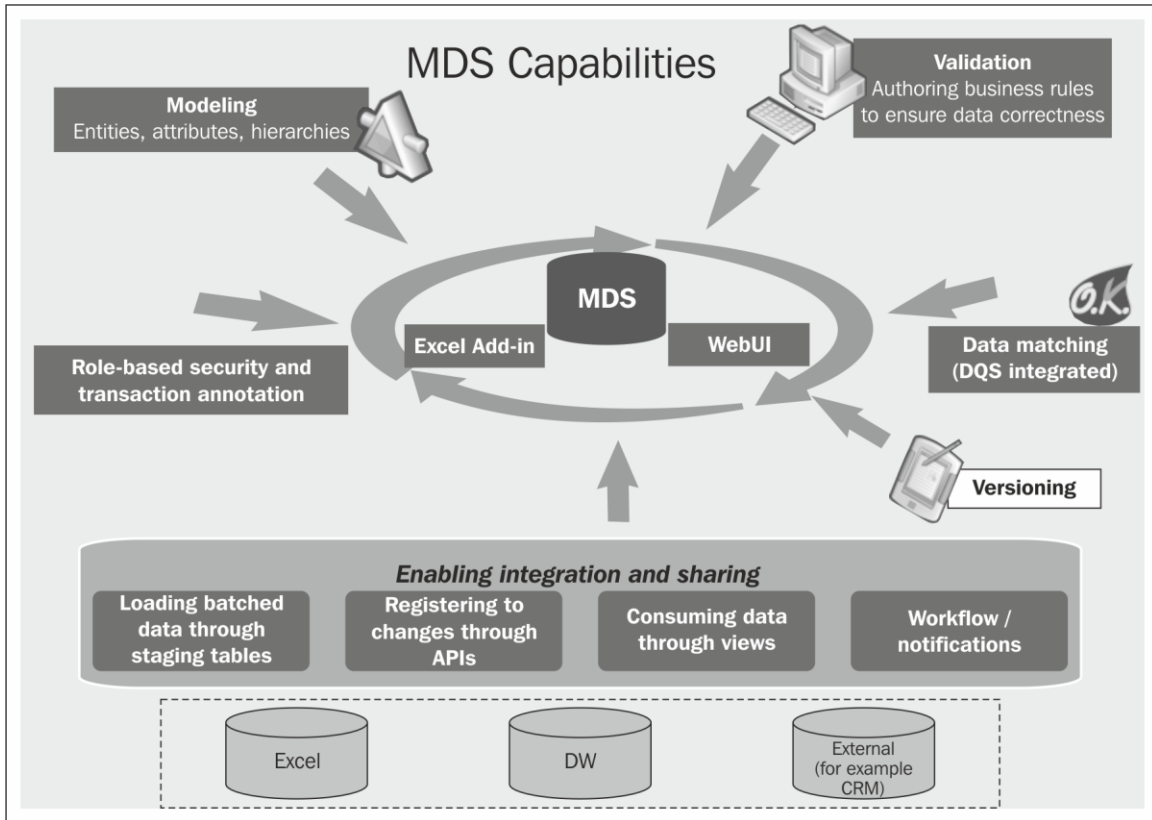 MDS Capabilities
Modeling
Entities, attributes, hierarchies
Validation
Authoring business rules
to ensure data correctness
MDS
Excel Add-in
WebUI
O.K.
Role-based security and
transaction annotation
Data matching
(DQS integrated)
Versioning
Enabling integration and sharing
Loading batched
data through
staging tables
Registering to
changes through
APIs
Consuming data
through views
Workflow /
notifications
Excel
DW
External
(for example
CRM)